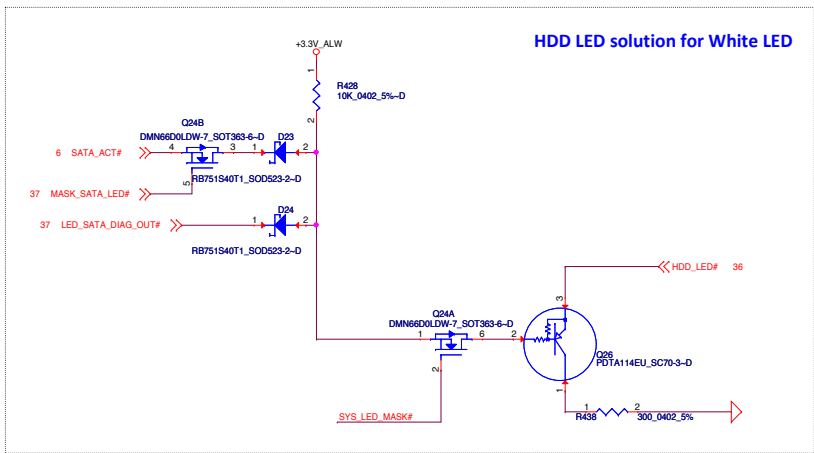 HDD LED solution for White LED
+3.3V_ALW
1
R428
10K_0402_5%~D
2
Q24B
DMN66D0LDW-7_SOT363-6~D
D23
6 SATA_ACT# 4 3 1 2
RB751S40T1_SOD523-2~D
5
37 MASK_SATA_LED#
D24
37 LED_SATA_DIAG_OUT# 1 2
RB751S40T1_SOD523-2~D
HDD_LED# 36
3
Q24A
DMN66D0LDW-7_SOT363-6~D
1 6 2
Q26
PDTA114EU_SC70-3~D
2
1
SYS_LED_MASK#
1 2
R438 300_0402_5%